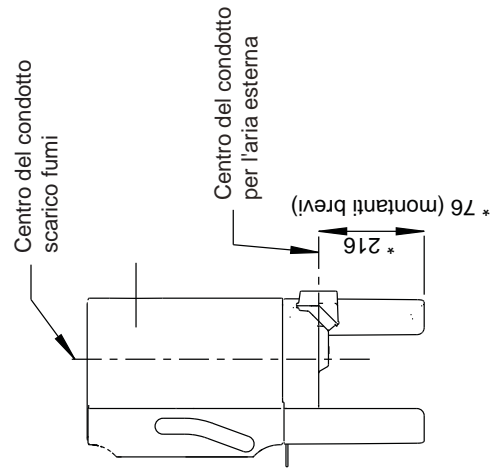 Centro del condotto
scarico fumi
Centro del condotto
per l'aria esterna
* 216
* 76 (montanti brevi)